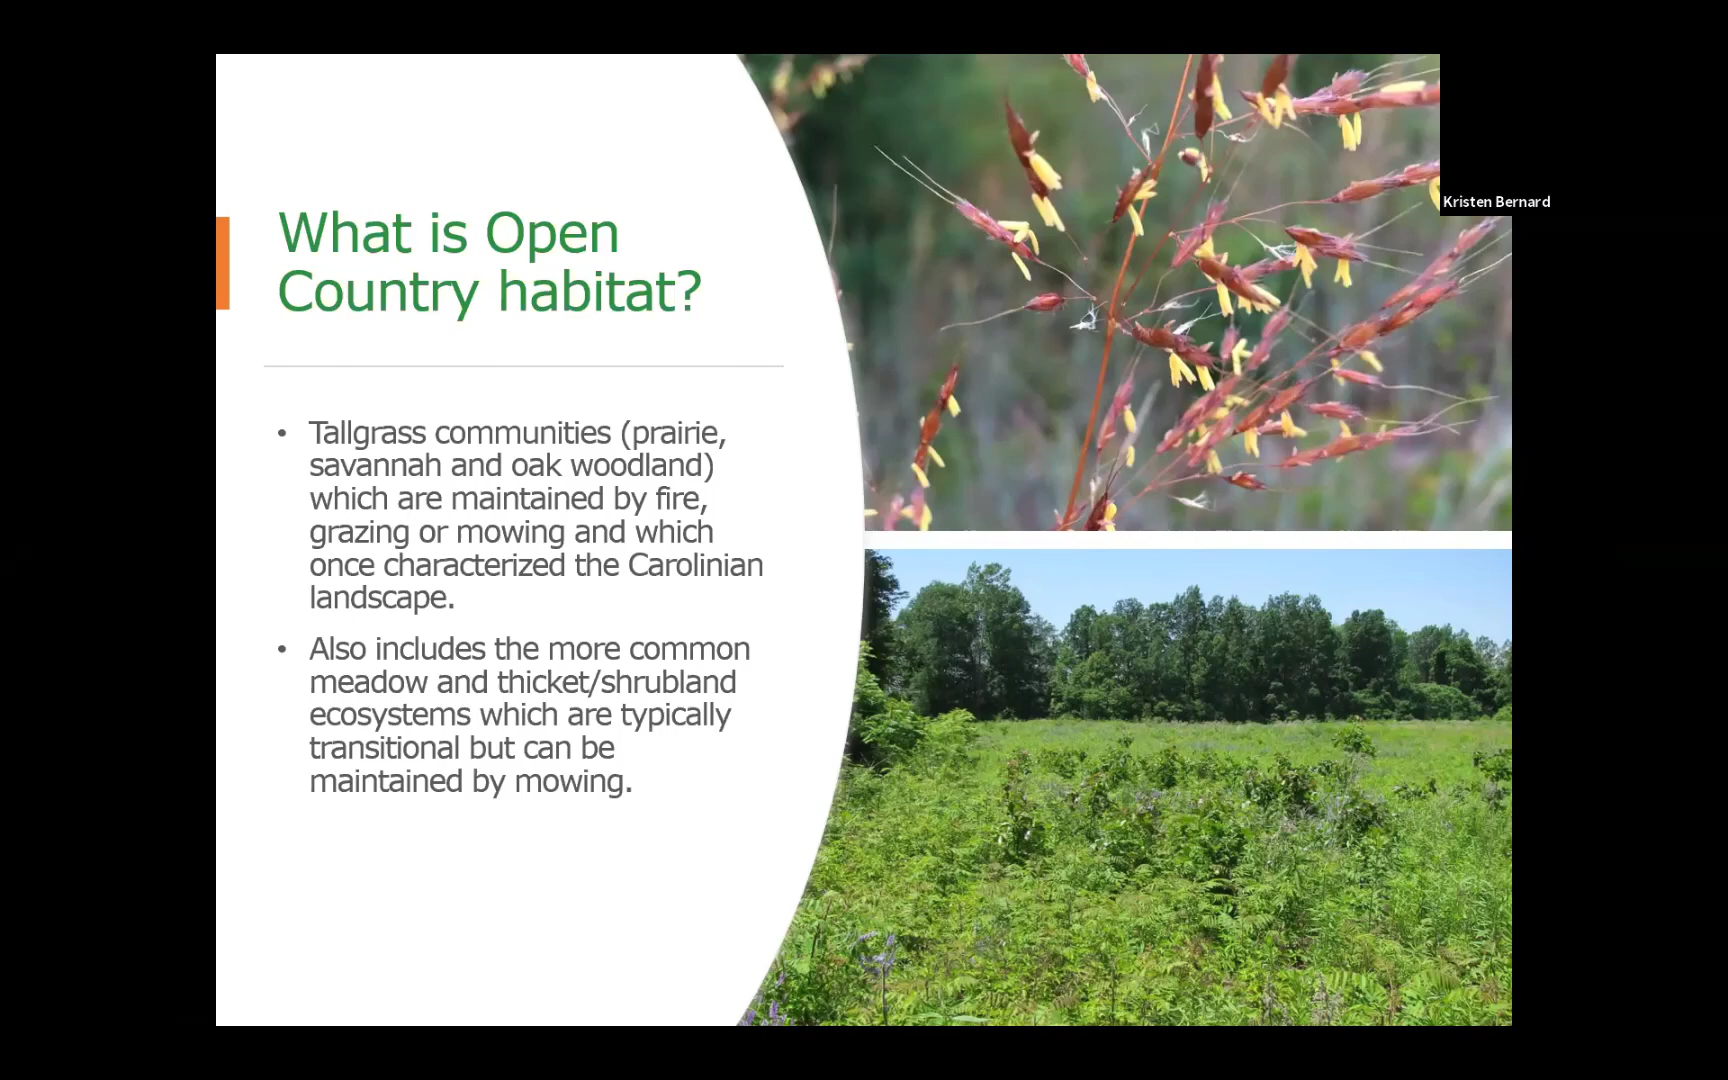 What is Open
Country habitat?
• Tallgrass communities (prairie,
savannah and oak woodland)
which are maintained by fire,
grazing or mowing and which
once characterized the Carolinian
landscape.
• Also includes the more common
meadow and thicket/shrubland
ecosystems which are typically
transitional but can be
maintained by mowing.
Kristen Bernard